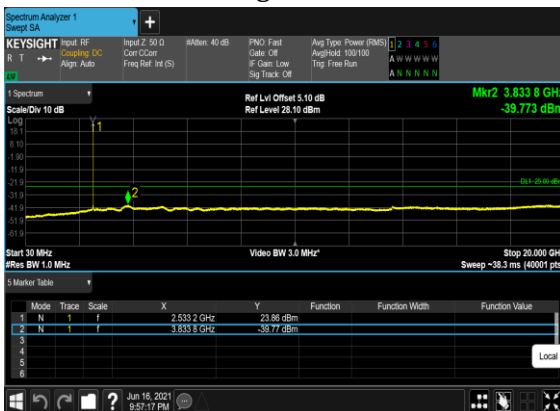 Spectrum Analyzer 1
Swept SA
KEYSIGHT Input: RF Input Z: 50 Ω #Atten: 40 dB PNO: Fast Avg Type: Power (RMS) 1 2 3 4 5 6
R T Coupling: DC Corr CCorr Gate: Off Avg|Hold: 100/100 A W W W W W
Align: Auto Freq Ref: Int (S) IF Gain: Low Trig: Free Run
LV Sig Track: Off A N N N N N
1 Spectrum Ref Lvl Offset 5.10 dB Mkr2 3.833 8 GHz
Scale/Div 10 dB Ref Level 28.10 dBm -39.773 dBm
Log
18.1
8.10
-1.90
-11.9
-21.9
-31.9
-41.9
-51.9
-61.9
1
2
DL1 -25.00 dBm
Start 30 MHz Video BW 3.0 MHz* Stop 20.000 GHz
#Res BW 1.0 MHz Sweep ~38.3 ms (40001 pts)
5 Marker Table
Mode Trace Scale X Y Function Function Width Function Value
1 N 1 f 2.533 2 GHz 23.86 dBm
2 N 1 f 3.833 8 GHz -39.77 dBm
3
4
5
6
Local
Jun 16, 2021
9:57:17 PM